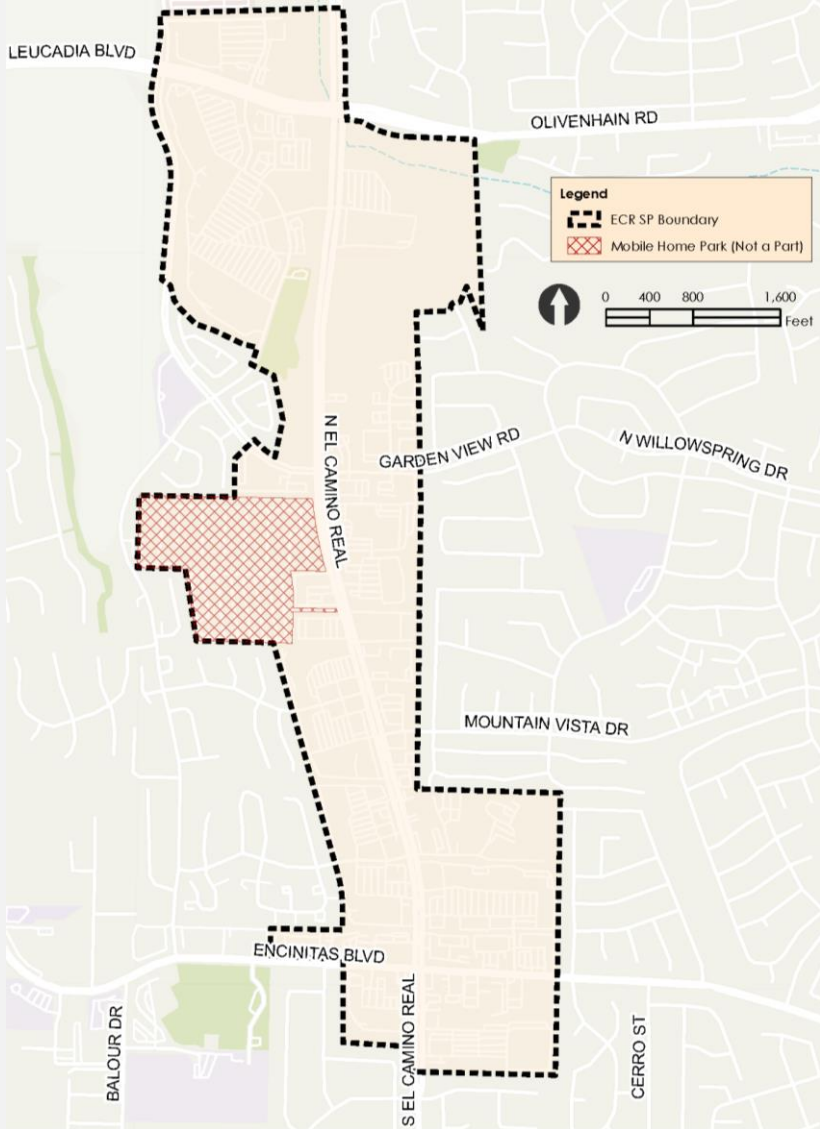 LEUCADIA BLVD
OLIVENHAIN RD
Legend
ECR SP Boundary
Mobile Home Park (Not a Part)
0 400 800 1,600
Feet
N EL CAMINO REAL
GARDEN VIEW RD
N WILLOWSPRING DR
MOUNTAIN VISTA DR
ENCINITAS BLVD
BALOUR DR
S EL CAMINO REAL
CERRO ST